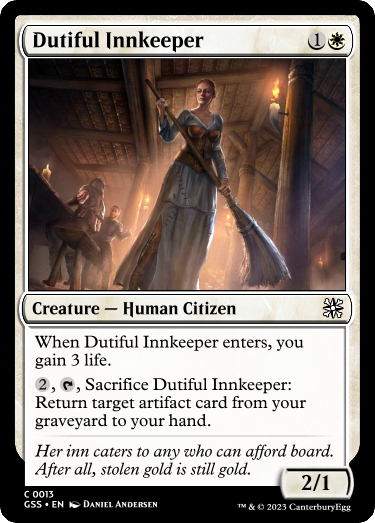 Dutiful Innkeeper 1
Creature — Human Citizen
When Dutiful Innkeeper enters, you
gain 3 life.
2, , Sacrifice Dutiful Innkeeper:
Return target artifact card from your
graveyard to your hand.
Her inn caters to any who can afford board.
After all, stolen gold is still gold.
2/1
C 0013
GSS • EN Daniel Andersen
™ & © 2023 CanterburyEgg